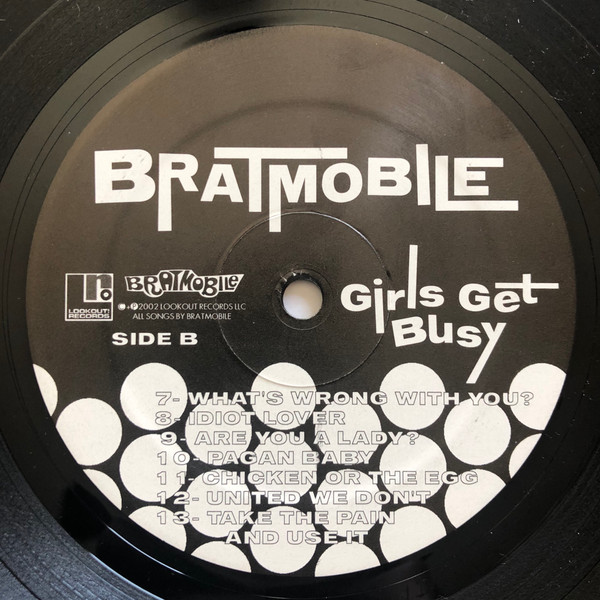 BRATMOBILE
Girls Get
Busy
LOOKOUT!
RECORDS
BRATMOBILE
© + ℗ 2002 LOOKOUT RECORDS LLC
ALL SONGS BY BRATMOBILE
SIDE B
7- WHAT'S WRONG WITH YOU?
8- IDIOT LOVER
9- ARE YOU A LADY?
10- PAGAN BABY
11- CHICKEN OR THE EGG
12- UNITED WE DON'T
13- TAKE THE PAIN
AND USE IT